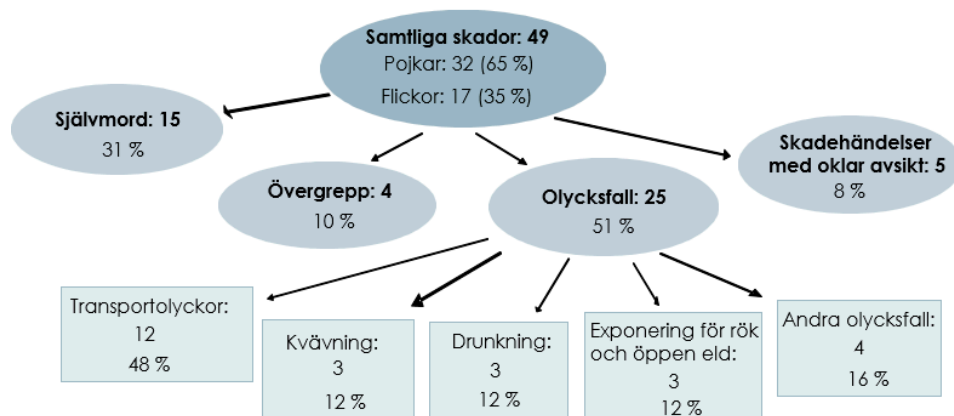 Samtliga skador: 49
Pojkar: 32 (65 %)
Flickor: 17 (35 %)
Självmord: 15
31 %
Övergrepp: 4
10 %
Olycksfall: 25
51 %
Skadehändelser
med oklar avsikt: 5
8 %
Transportolyckor:
12
48 %
Kvävning:
3
12 %
Drunkning:
3
12 %
Exponering för rök
och öppen eld:
3
12 %
Andra olycksfall:
4
16 %